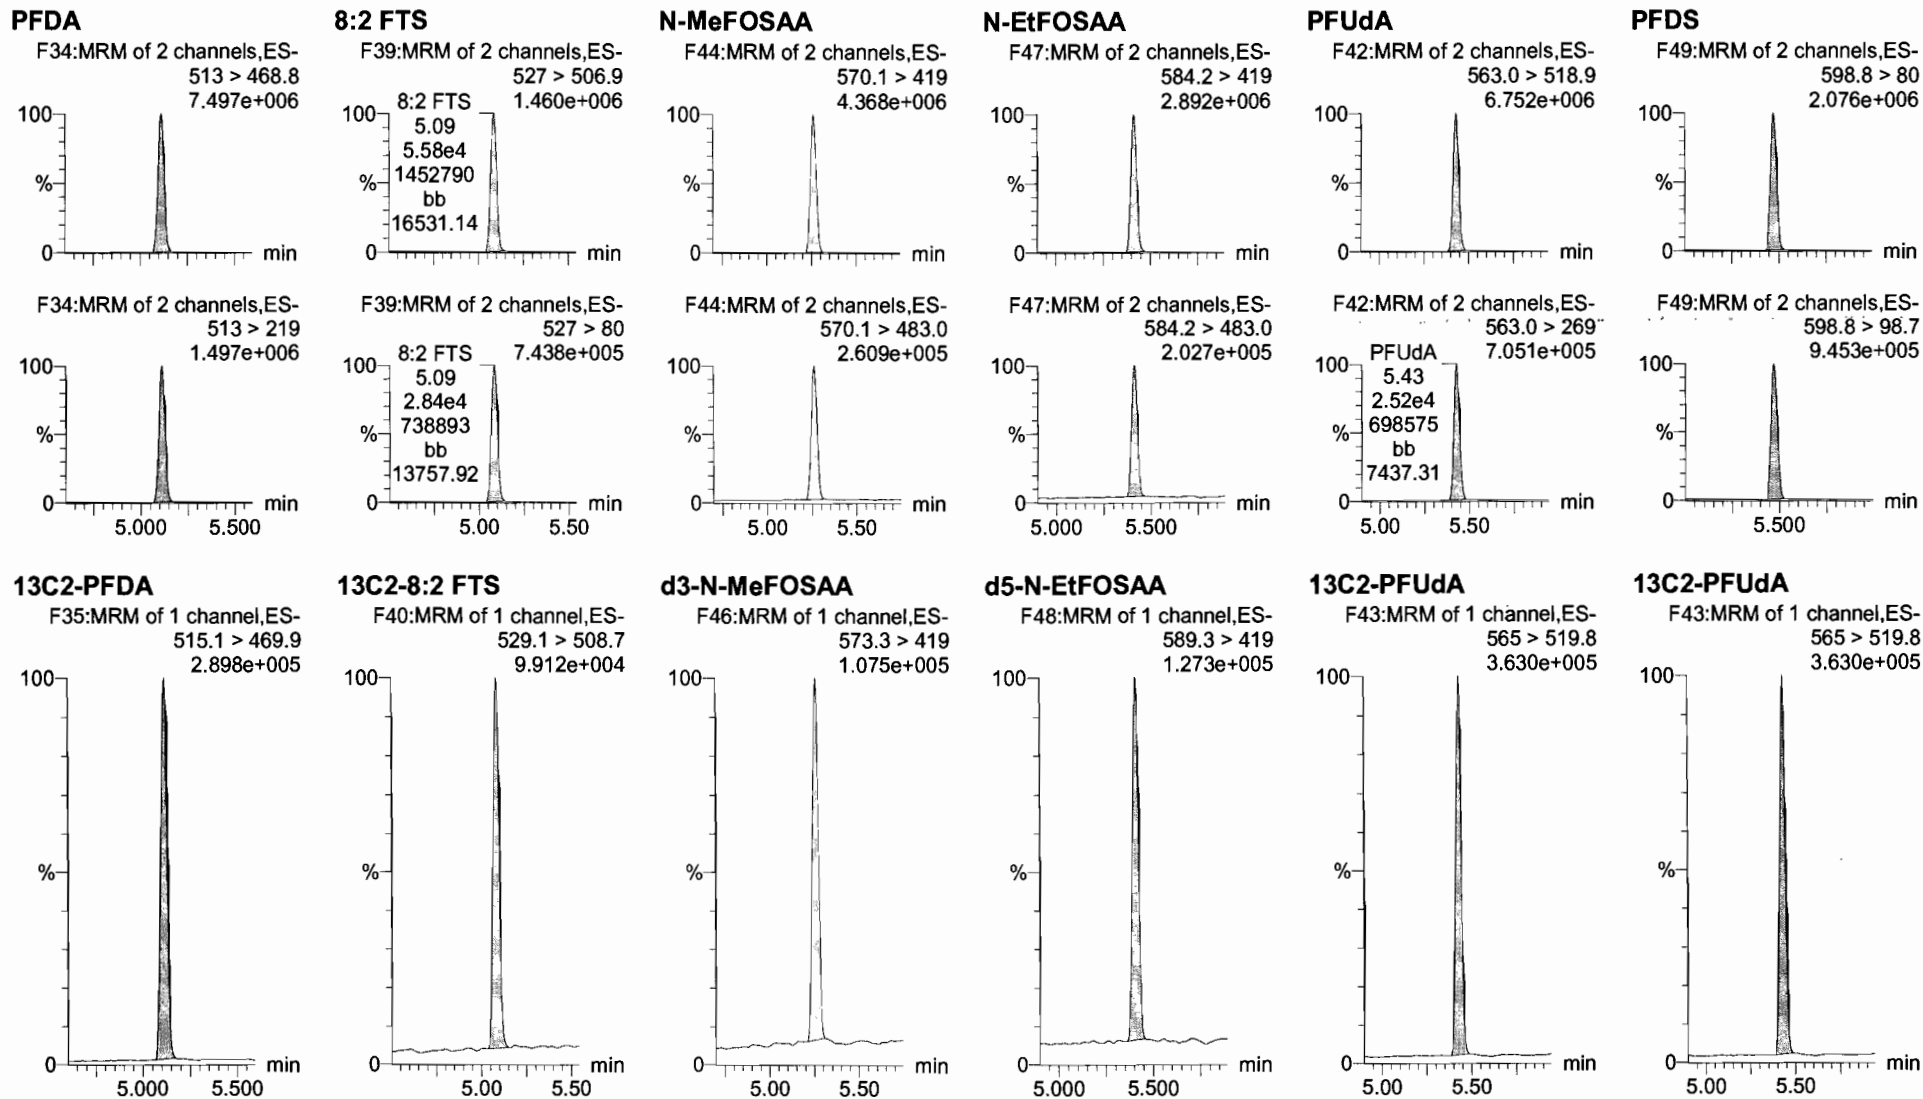 PFDA
F34:MRM of 2 channels,ES-
513 > 468.8
7.497e+006
100
%
0
min
8:2 FTS
F39:MRM of 2 channels,ES-
527 > 506.9
1.460e+006
8:2 FTS
5.09
5.58e4
1452790
bb
16531.14
100
%
0
min
N-MeFOSAA
F44:MRM of 2 channels,ES-
570.1 > 419
4.368e+006
100
%
0
min
N-EtFOSAA
F47:MRM of 2 channels,ES-
584.2 > 419
2.892e+006
100
%
0
min
PFUdA
F42:MRM of 2 channels,ES-
563.0 > 518.9
6.752e+006
100
%
0
min
PFDS
F49:MRM of 2 channels,ES-
598.8 > 80
2.076e+006
100
%
0
min
F34:MRM of 2 channels,ES-
513 > 219
1.497e+006
100
%
0
min
5.000 5.500
F39:MRM of 2 channels,ES-
527 > 80
7.438e+005
8:2 FTS
5.09
2.84e4
738893
bb
13757.92
100
%
0
min
5.00 5.50
F44:MRM of 2 channels,ES-
570.1 > 483.0
2.609e+005
100
%
0
min
5.00 5.50
F47:MRM of 2 channels,ES-
584.2 > 483.0
2.027e+005
100
%
0
min
5.000 5.500
F42:MRM of 2 channels,ES-
563.0 > 269
7.051e+005
PFUdA
5.43
2.52e4
698575
bb
7437.31
100
%
0
min
5.00 5.50
F49:MRM of 2 channels,ES-
598.8 > 98.7
9.453e+005
100
%
0
min
5.500
13C2-PFDA
F35:MRM of 1 channel,ES-
515.1 > 469.9
2.898e+005
100
%
0
min
5.000 5.500
13C2-8:2 FTS
F40:MRM of 1 channel,ES-
529.1 > 508.7
9.912e+004
100
%
0
min
5.00 5.50
d3-N-MeFOSAA
F46:MRM of 1 channel,ES-
573.3 > 419
1.075e+005
100
%
0
min
5.00 5.50
d5-N-EtFOSAA
F48:MRM of 1 channel,ES-
589.3 > 419
1.273e+005
100
%
0
min
5.000 5.500
13C2-PFUdA
F43:MRM of 1 channel,ES-
565 > 519.8
3.630e+005
100
%
0
min
5.00 5.50
13C2-PFUdA
F43:MRM of 1 channel,ES-
565 > 519.8
3.630e+005
100
%
0
min
5.00 5.50